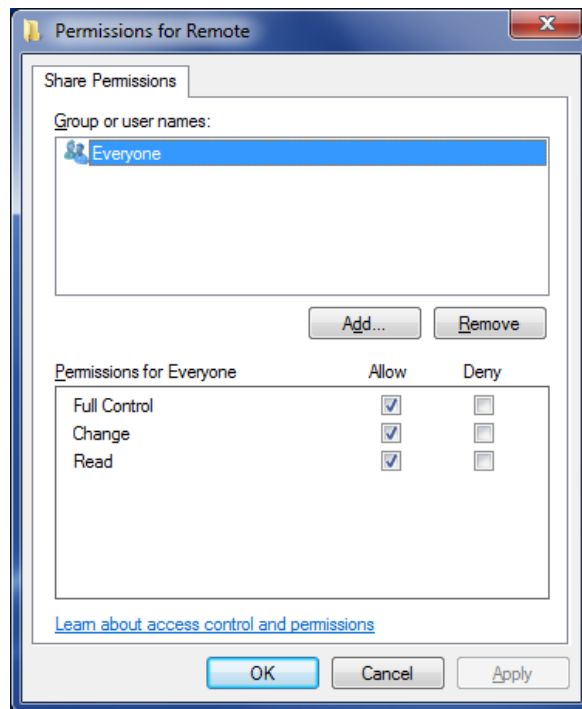 Permissions for Remote
Share Permissions
Group or user names:
Everyone
Add... Remove
Permissions for Everyone Allow Deny
Full Control
Change
Read
Learn about access control and permissions
OK Cancel Apply